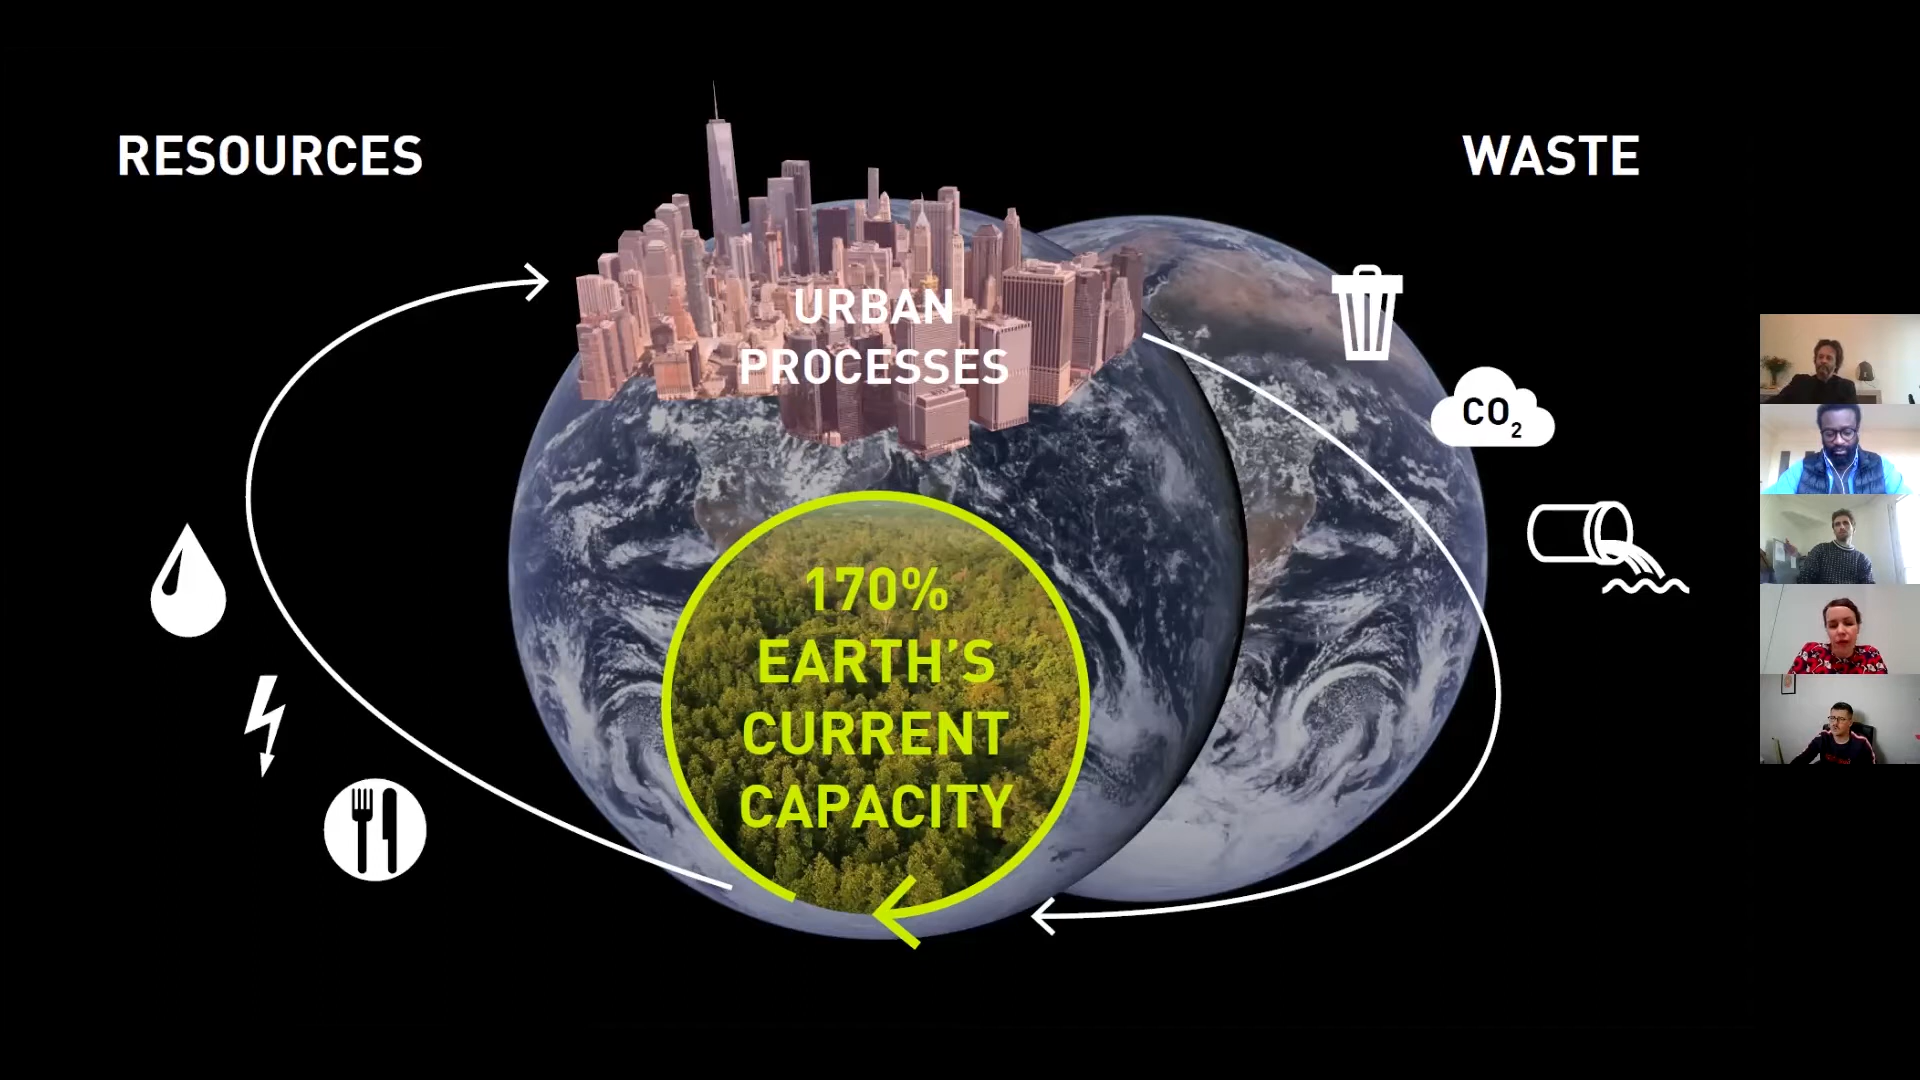 RESOURCES
WASTE
URBAN
PROCESSES
CO₂
170%
EARTH'S
CURRENT
CAPACITY